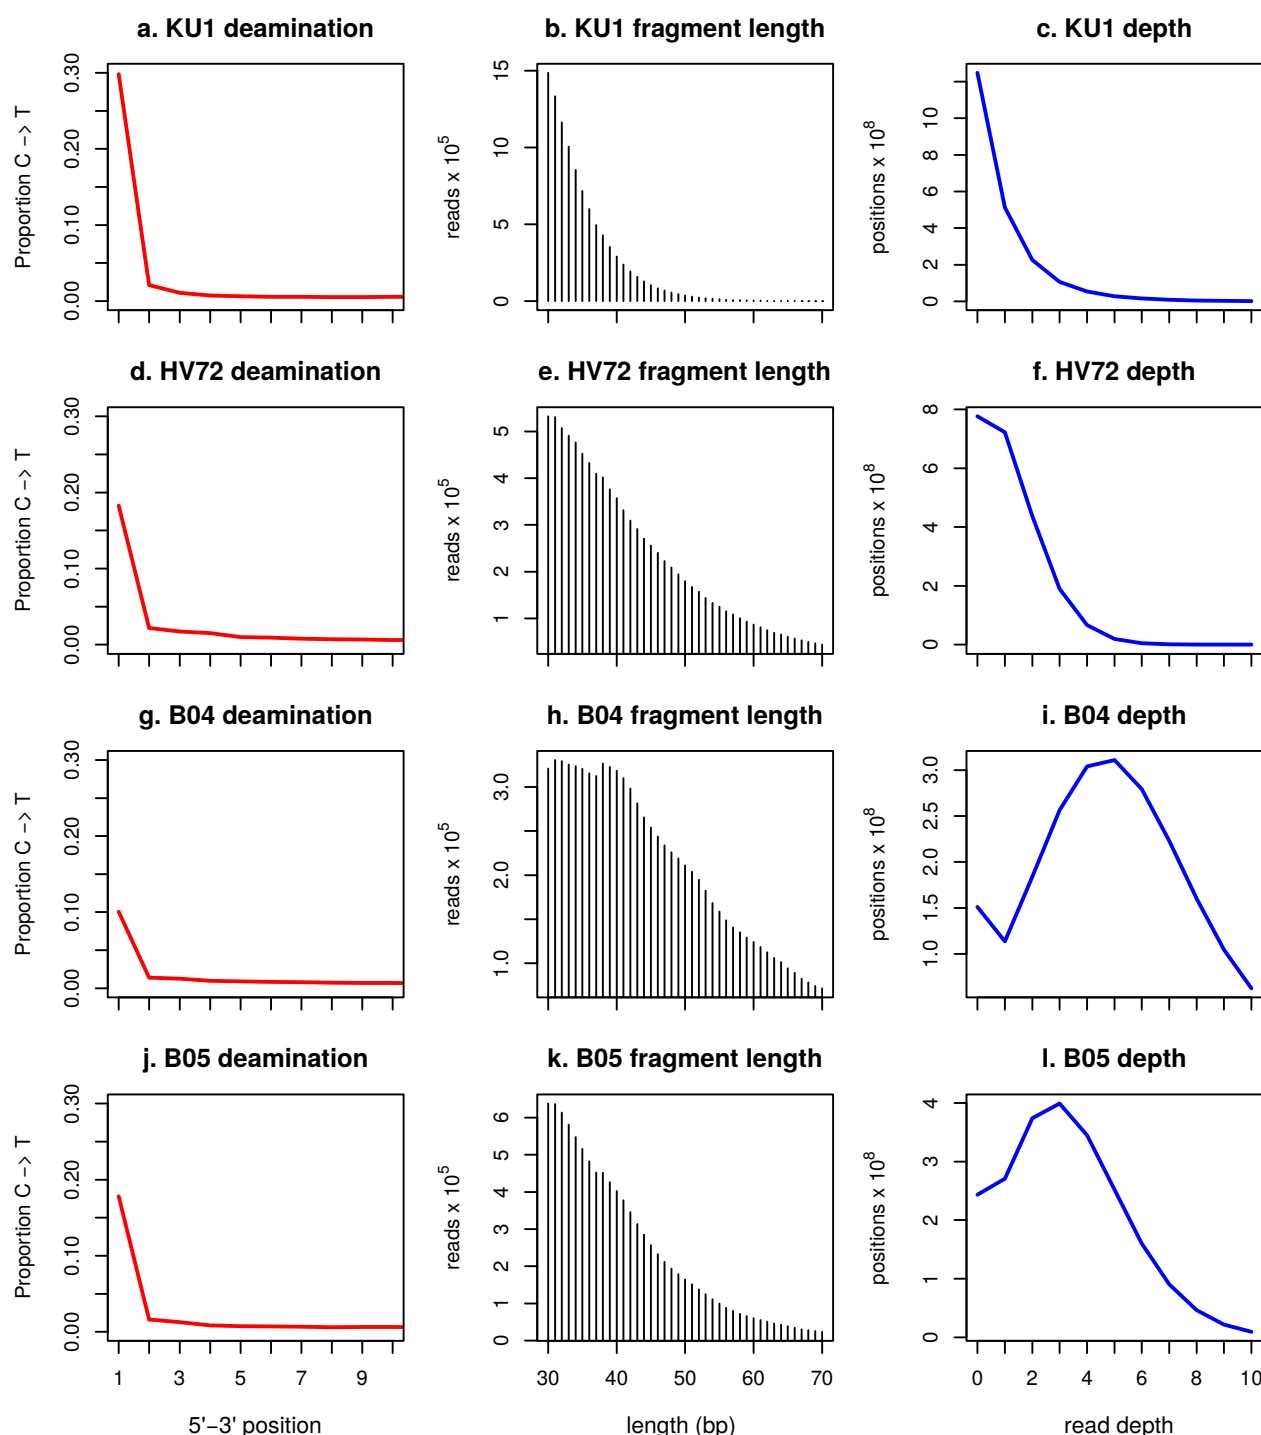 a. KU1 deamination
b. KU1 fragment length
c. KU1 depth
Proportion C −> T
0.00 0.10 0.20 0.30
reads x 10^5
0 5 10 15
positions x 10^8
0 2 4 6 8 10
d. HV72 deamination
e. HV72 fragment length
f. HV72 depth
Proportion C −> T
0.00 0.10 0.20 0.30
reads x 10^5
1 2 3 4 5
positions x 10^8
0 2 4 6 8
g. B04 deamination
h. B04 fragment length
i. B04 depth
Proportion C −> T
0.00 0.10 0.20 0.30
reads x 10^5
1.0 2.0 3.0
positions x 10^8
1.0 1.5 2.0 2.5 3.0
j. B05 deamination
k. B05 fragment length
l. B05 depth
Proportion C −> T
0.00 0.10 0.20 0.30
reads x 10^5
0 1 2 3 4 5 6
positions x 10^8
0 1 2 3 4
1 3 5 7 9
30 40 50 60 70
0 2 4 6 8 10
5'−3' position
length (bp)
read depth